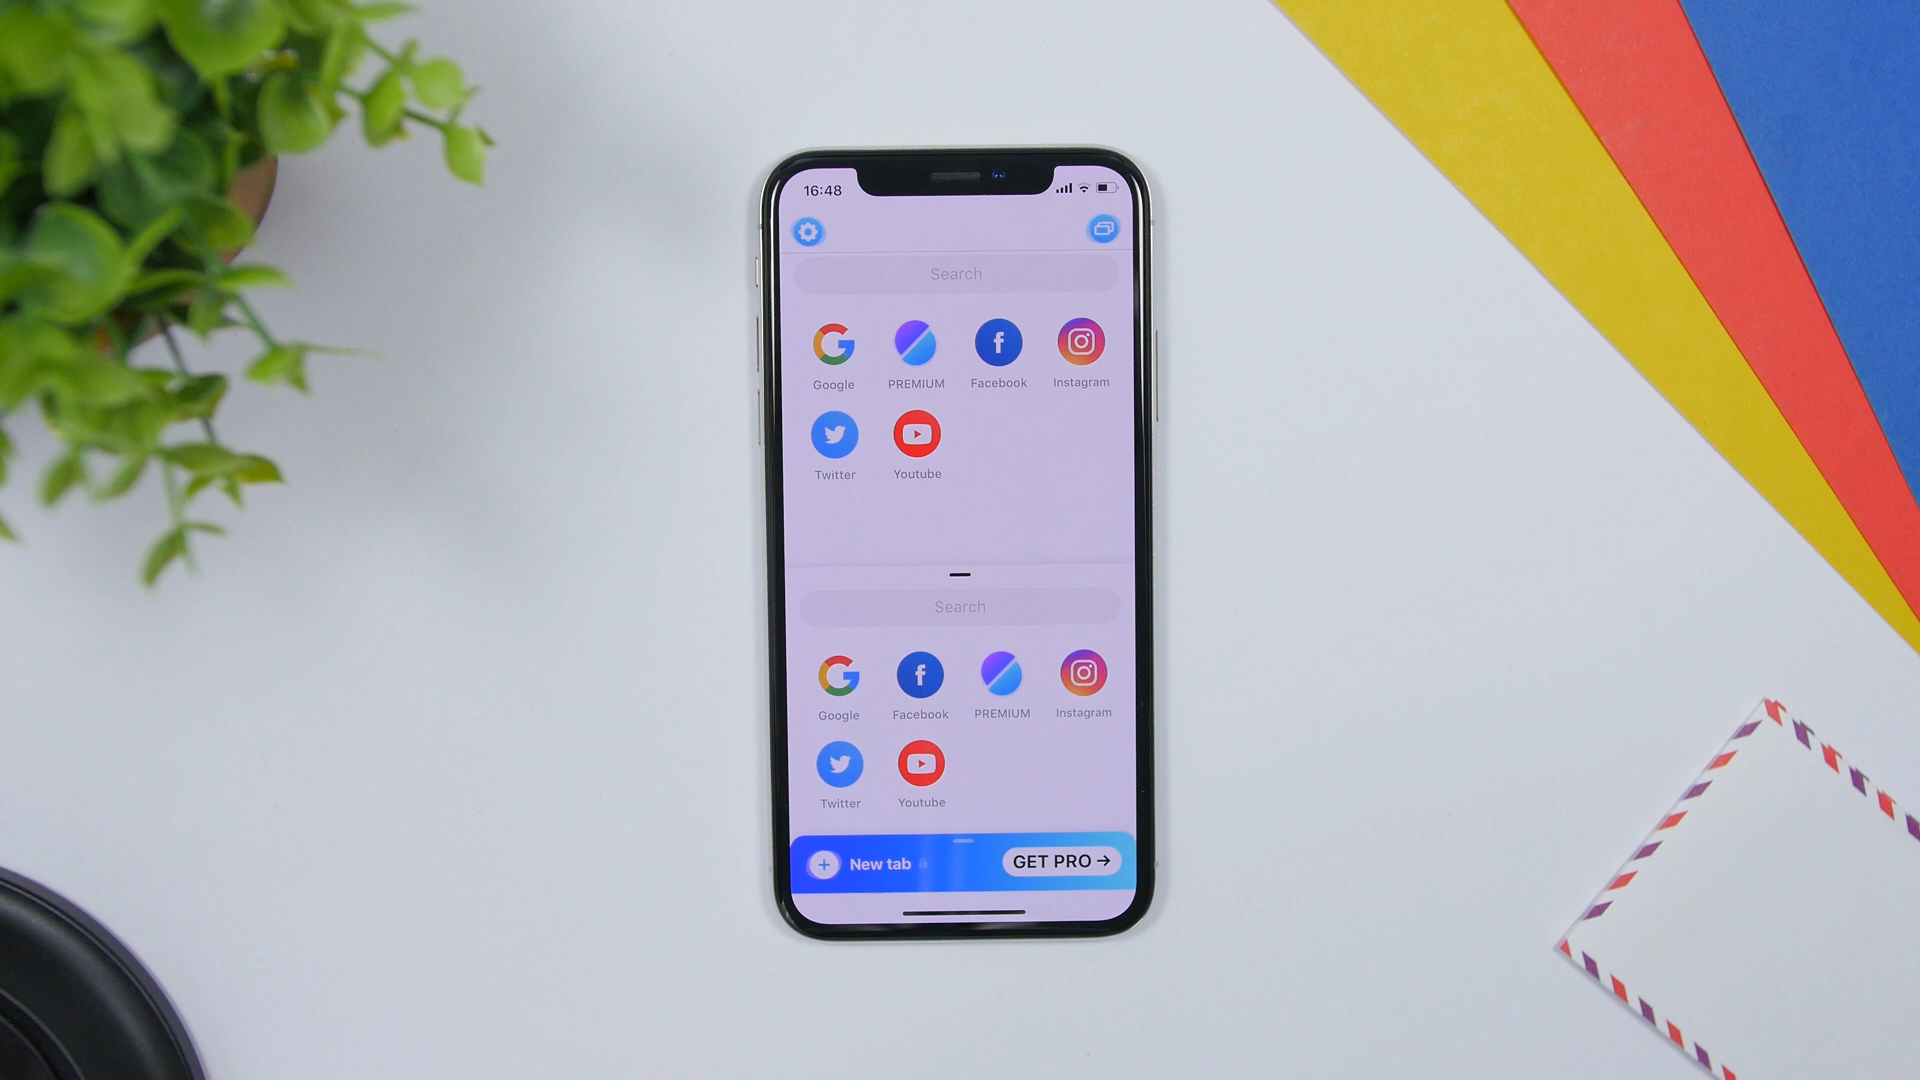 16:48
Search
Google PREMIUM Facebook Instagram
Twitter Youtube
Search
Google Facebook PREMIUM Instagram
Twitter Youtube
New tab GET PRO →